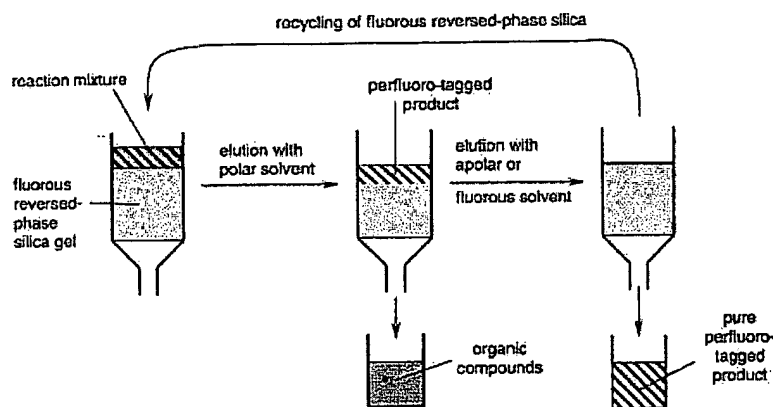 recycling of fluorous reversed-phase silica
reaction mixture
perfluoro-tagged
product
elution with
polar solvent
elution with
apolar or
fluorous solvent
fluorous
reversed-
phase
silica gel
organic
compounds
pure
perfluoro-
tagged
product